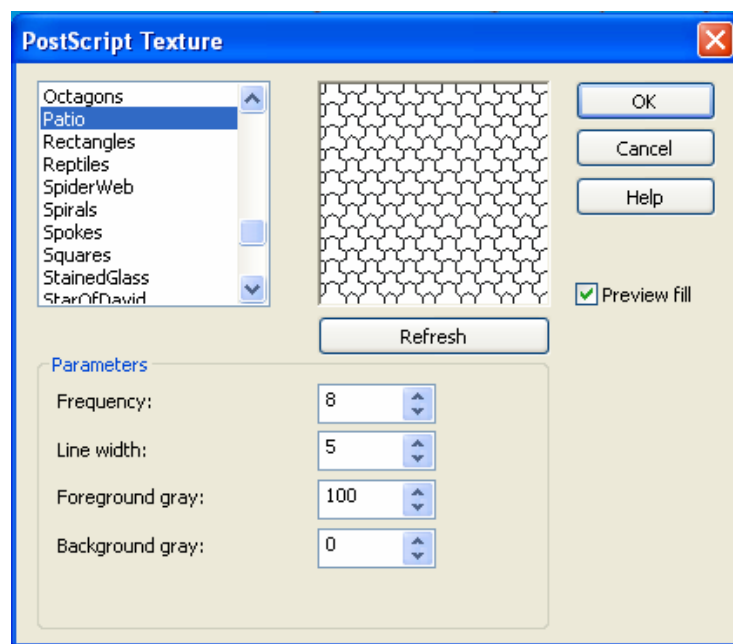 PostScript Texture
Octagons
Patio
Rectangles
Reptiles
SpiderWeb
Spirals
Spokes
Squares
StainedGlass
StarOfDavid
OK
Cancel
Help
Preview fill
Refresh
Parameters
Frequency: 8
Line width: 5
Foreground gray: 100
Background gray: 0